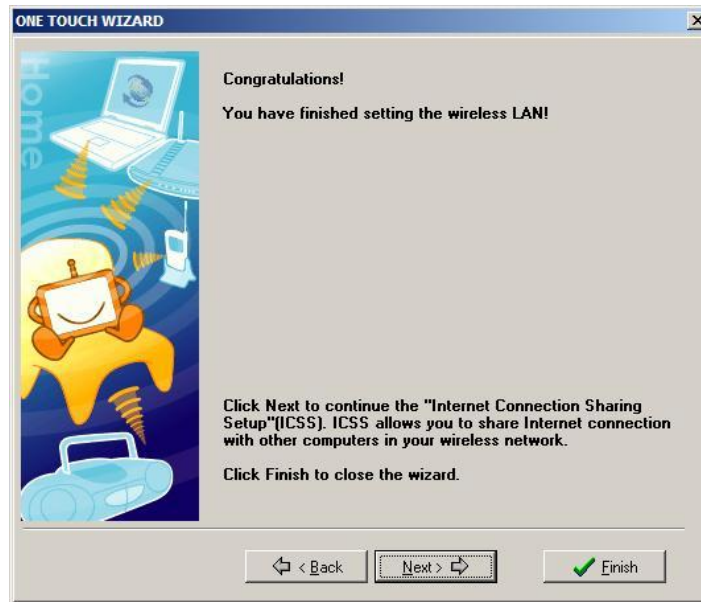 ONE TOUCH WIZARD
Home
Congratulations!
You have finished setting the wireless LAN!
Click Next to continue the "Internet Connection Sharing
Setup"(ICSS). ICSS allows you to share Internet connection
with other computers in your wireless network.
Click Finish to close the wizard.
< Back
Next >
Finish